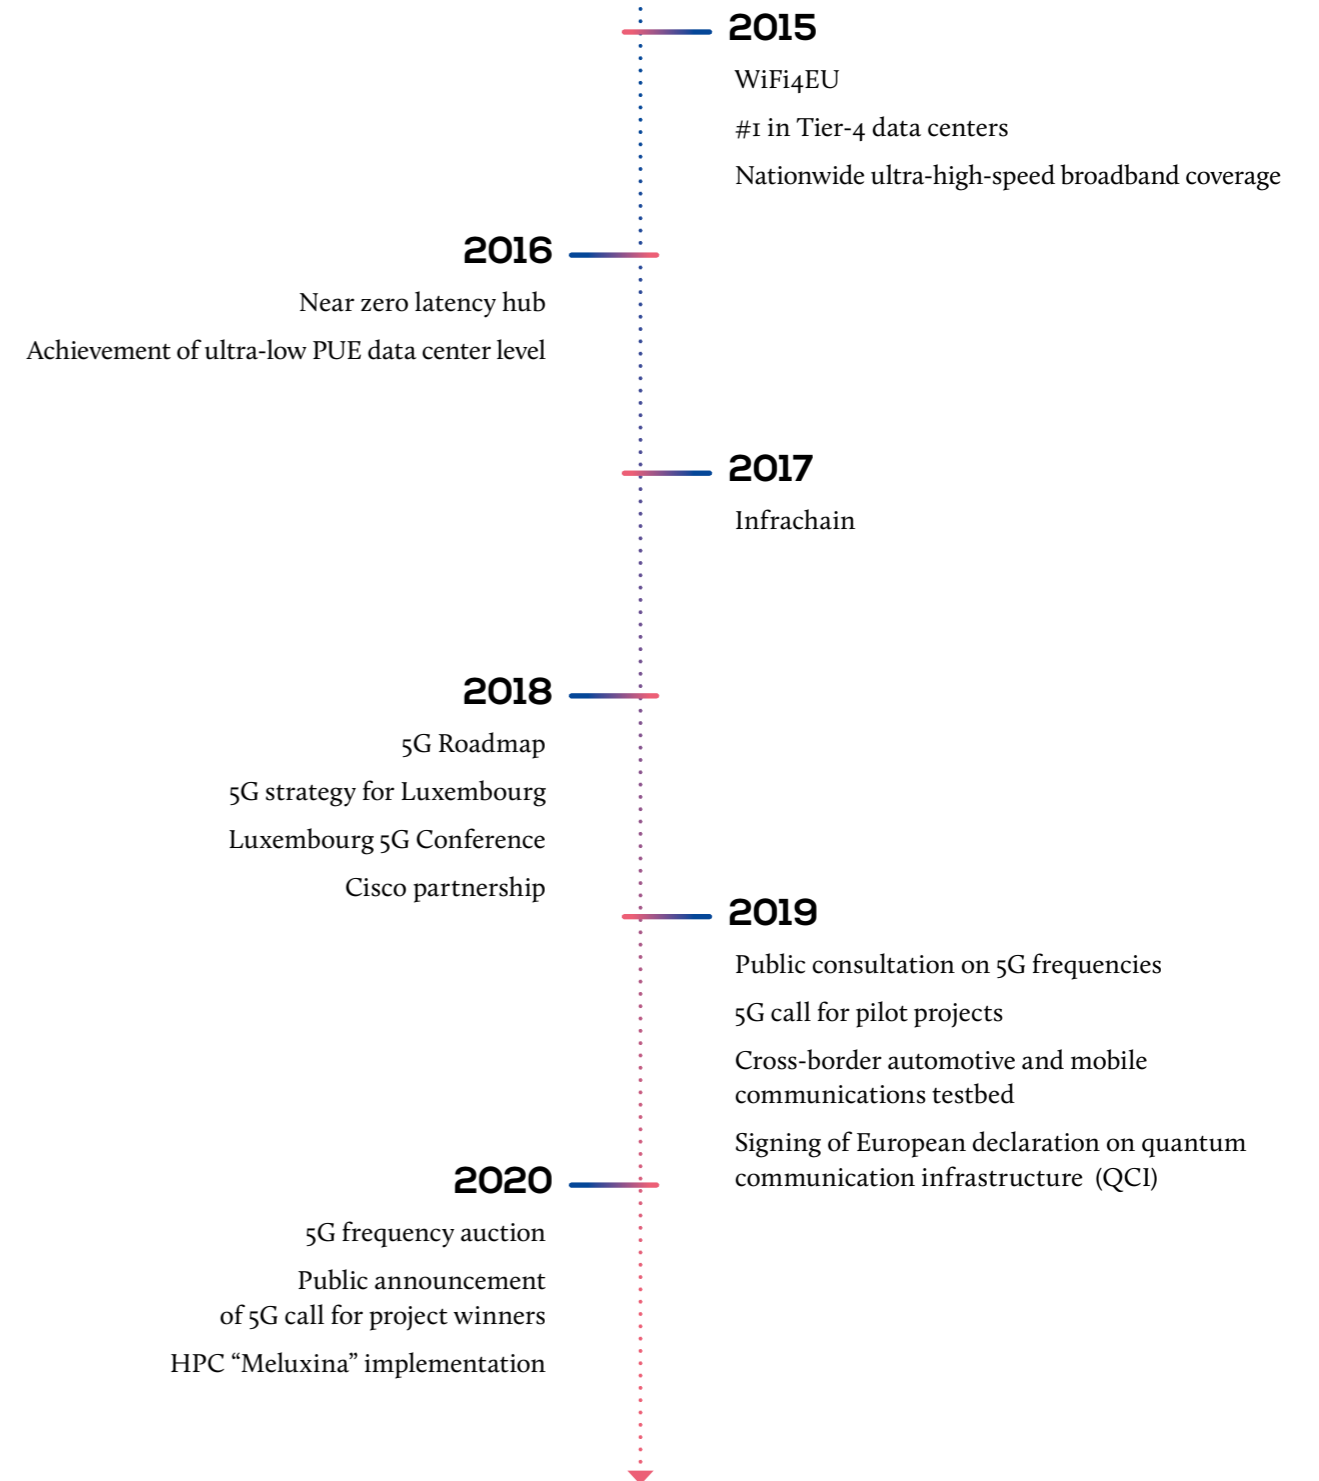 2015
WiFi4EU
#1 in Tier-4 data centers
Nationwide ultra-high-speed broadband coverage
2016
Near zero latency hub
Achievement of ultra-low PUE data center level
2017
Infrachain
2018
5G Roadmap
5G strategy for Luxembourg
Luxembourg 5G Conference
Cisco partnership
2019
Public consultation on 5G frequencies
5G call for pilot projects
Cross-border automotive and mobile
communications testbed
Signing of European declaration on quantum
communication infrastructure (QCI)
2020
5G frequency auction
Public announcement
of 5G call for project winners
HPC “Meluxina” implementation